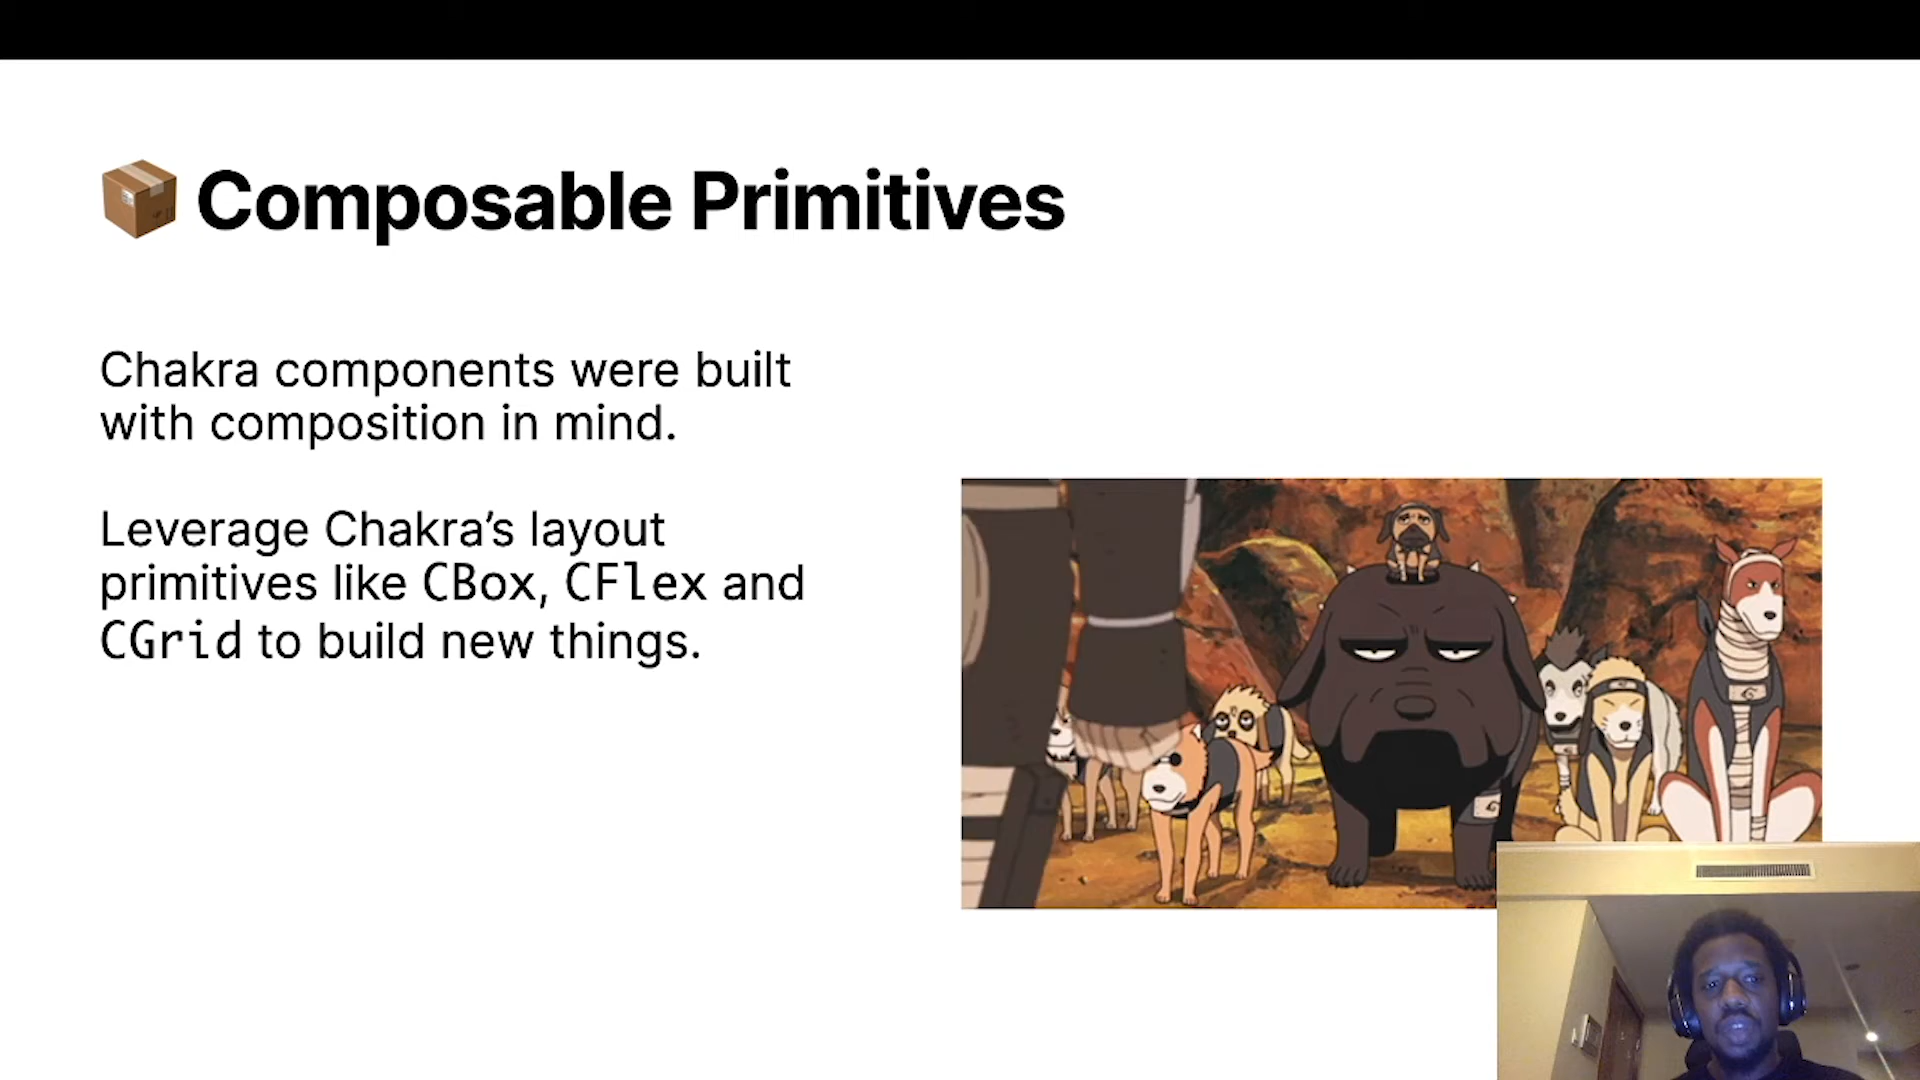 Composable Primitives
Chakra components were built
with composition in mind.
Leverage Chakra’s layout
primitives like CBox, CFlex and
CGrid to build new things.